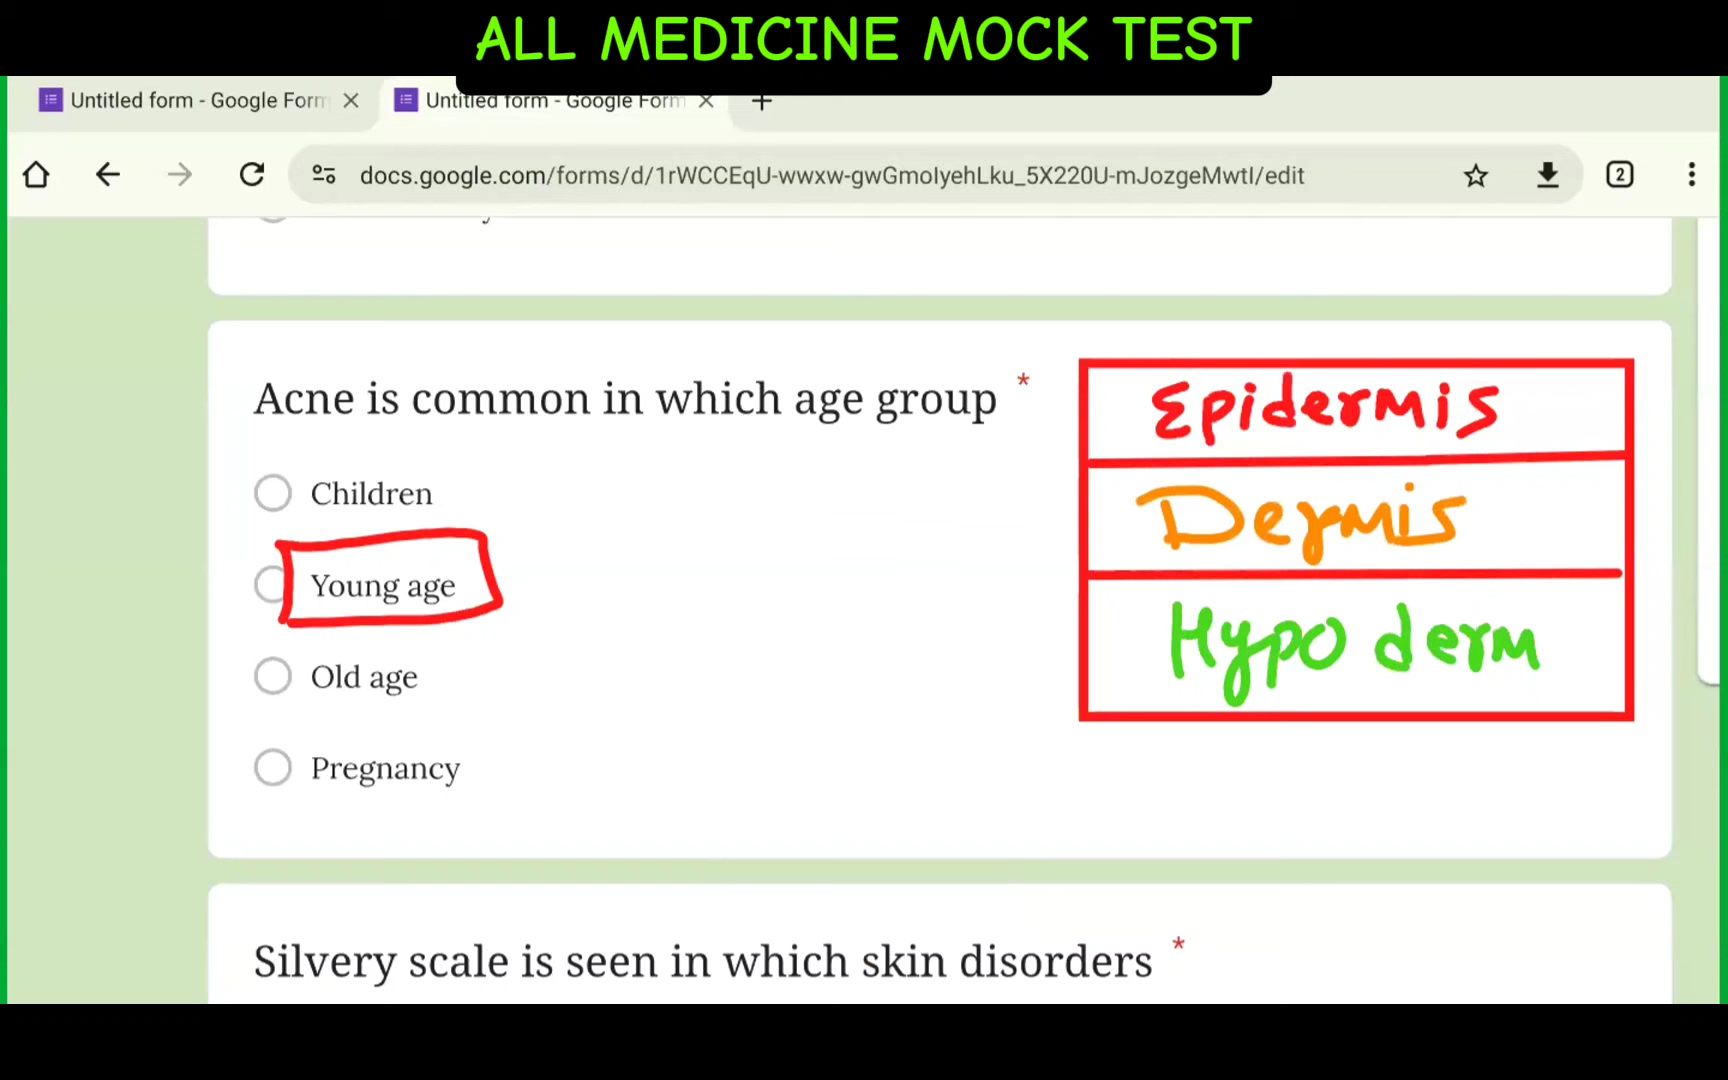 ALL MEDICINE MOCK TEST
Untitled form - Google Form
Untitled form - Google Form
docs.google.com/forms/d/1rWCCEqU-wwxw-gwGmoIyehLku_5X220U-mJozgeMwtI/edit
2
Acne is common in which age group *
Children
Young age
Old age
Pregnancy
Epidermis
Dermis
Hypo derm
Silvery scale is seen in which skin disorders *